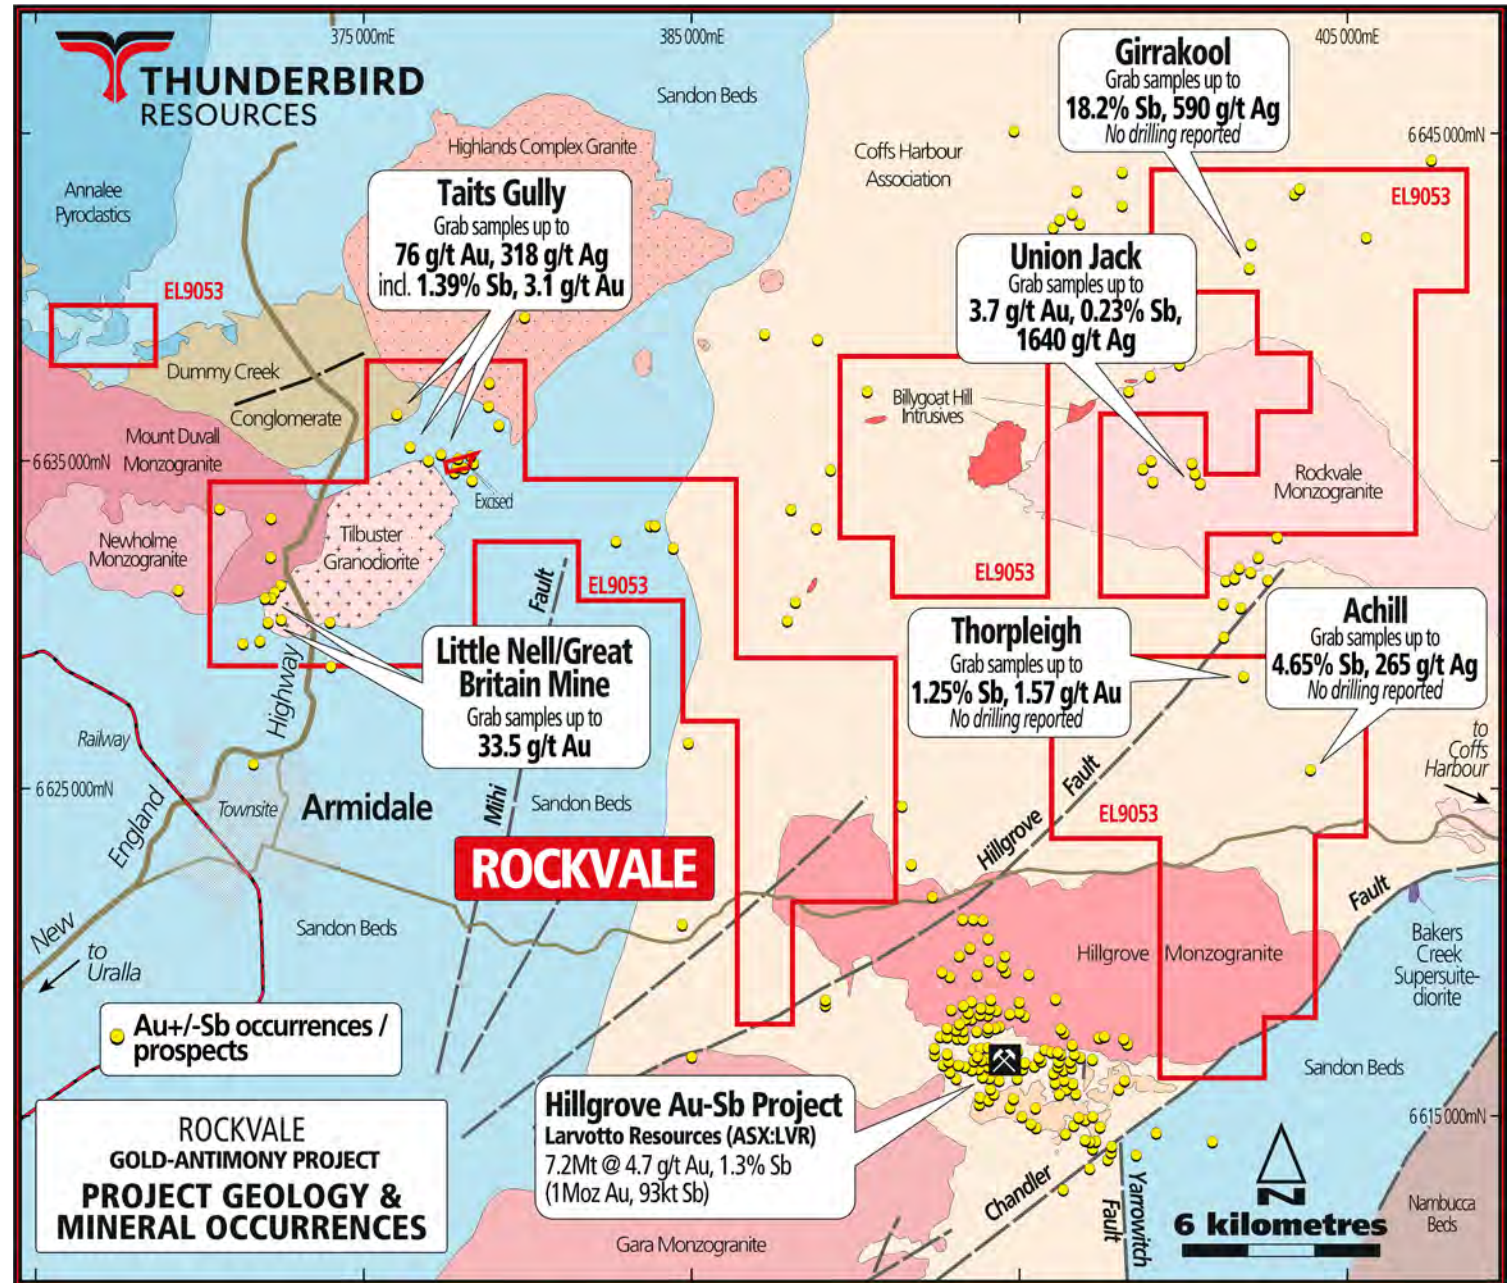 375 000mE
385 000mE
405 000mE
THUNDERBIRD
RESOURCES
Sandon Beds
Girrakool
Grab samples up to
18.2% Sb, 590 g/t Ag
No drilling reported
6 645 000mN
Highlands Complex Granite
Coffs Harbour
Association
Annalee
Pyroclastics
Taits Gully
Grab samples up to
76 g/t Au, 318 g/t Ag
incl. 1.39% Sb, 3.1 g/t Au
EL9053
Union Jack
Grab samples up to
3.7 g/t Au, 0.23% Sb,
1640 g/t Ag
EL9053
Dummy Creek
Conglomerate
Billygoat Hill
Intrusives
Mount Duvall
Monzogranite
6 635 000mN
Excised
Rockvale
Monzogranite
Newholme
Monzogranite
Tilbuster
Granodiorite
EL9053
EL9053
Fault
Little Nell/Great
Britain Mine
Grab samples up to
33.5 g/t Au
Thorpleigh
Grab samples up to
1.25% Sb, 1.57 g/t Au
No drilling reported
Achill
Grab samples up to
4.65% Sb, 265 g/t Ag
No drilling reported
Highway
Railway
to
Coffs
Harbour
6 625 000mN
Townsite
Armidale
Mihi
Sandon Beds
Fault
EL9053
England
Hillgrove
ROCKVALE
Fault
New
to
Uralla
Sandon Beds
Hillgrove Monzogranite
Bakers
Creek
Supersuite-
diorite
Au+/-Sb occurrences /
prospects
Sandon Beds
Hillgrove Au-Sb Project
Larvotto Resources (ASX:LVR)
7.2Mt @ 4.7 g/t Au, 1.3% Sb
(1Moz Au, 93kt Sb)
6 615 000mN
ROCKVALE
GOLD-ANTIMONY PROJECT
PROJECT GEOLOGY &
MINERAL OCCURRENCES
Chandler
Fault
Yarrowitch
N
6 kilometres
Nambucca
Beds
Gara Monzogranite